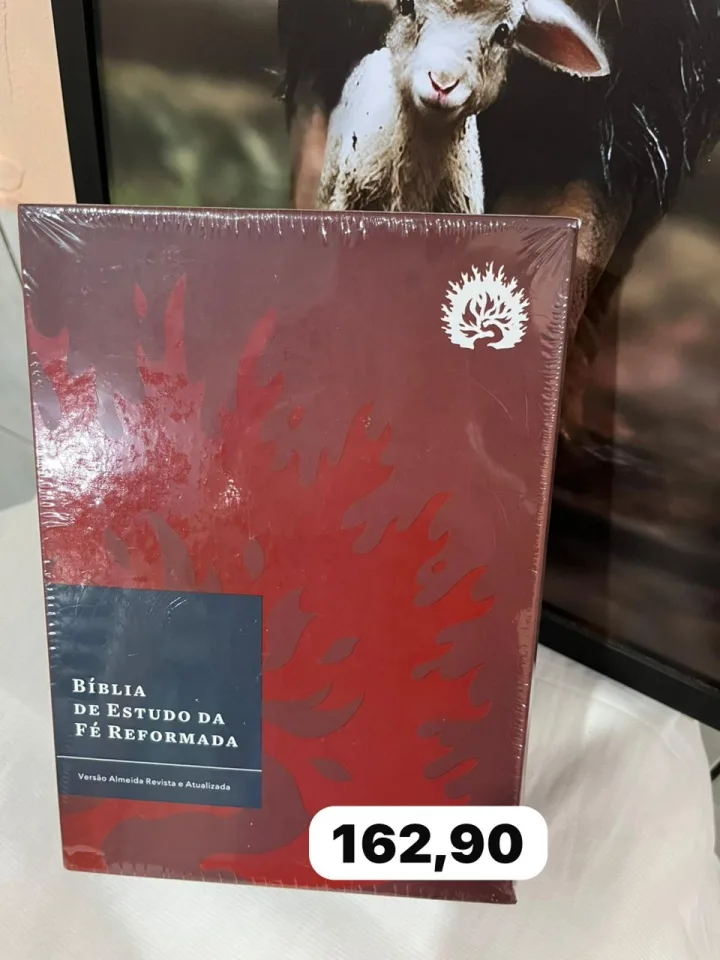 BÍBLIA
DE ESTUDO DA
FÉ REFORMADA
Versão Almeida Revista e Atualizada
162,90